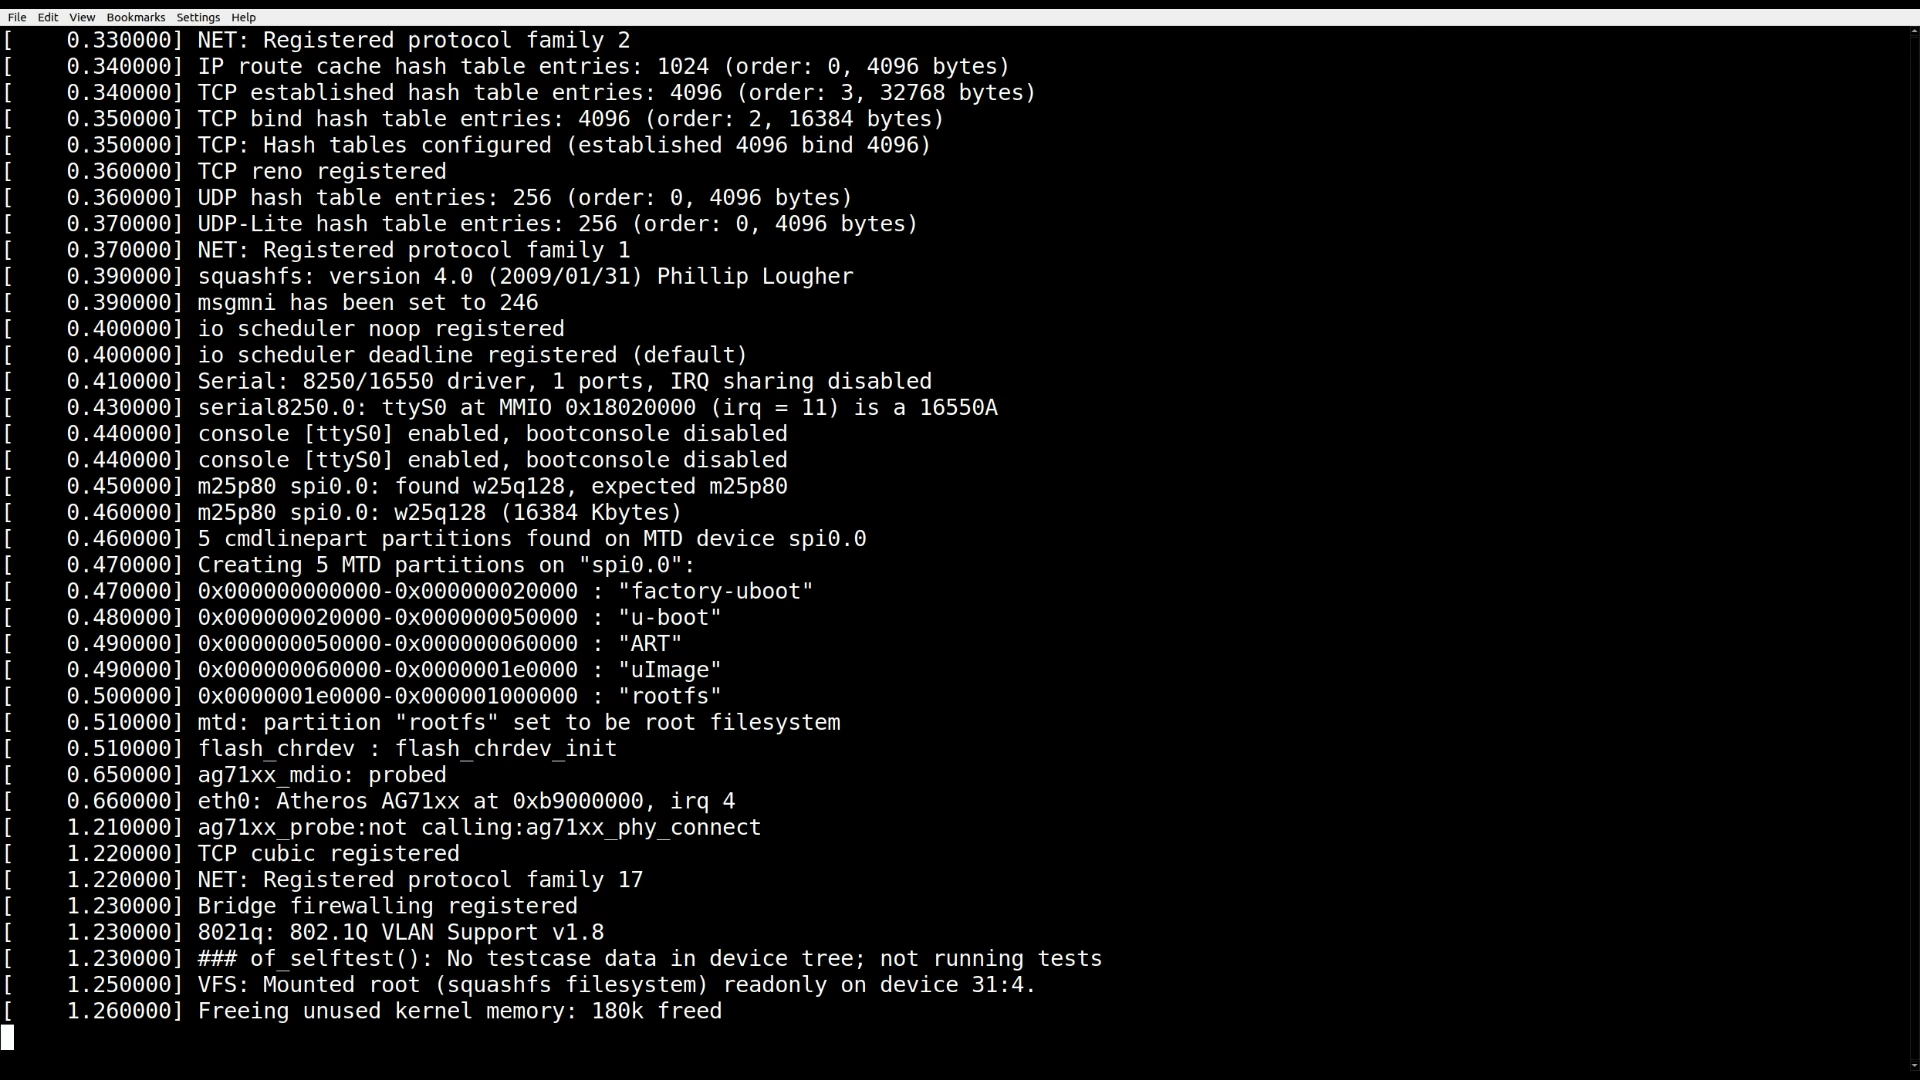 File Edit View Bookmarks Settings Help
[    0.330000] NET: Registered protocol family 2
[    0.340000] IP route cache hash table entries: 1024 (order: 0, 4096 bytes)
[    0.340000] TCP established hash table entries: 4096 (order: 3, 32768 bytes)
[    0.350000] TCP bind hash table entries: 4096 (order: 2, 16384 bytes)
[    0.350000] TCP: Hash tables configured (established 4096 bind 4096)
[    0.360000] TCP reno registered
[    0.360000] UDP hash table entries: 256 (order: 0, 4096 bytes)
[    0.370000] UDP-Lite hash table entries: 256 (order: 0, 4096 bytes)
[    0.370000] NET: Registered protocol family 1
[    0.390000] squashfs: version 4.0 (2009/01/31) Phillip Lougher
[    0.390000] msgmni has been set to 246
[    0.400000] io scheduler noop registered
[    0.400000] io scheduler deadline registered (default)
[    0.410000] Serial: 8250/16550 driver, 1 ports, IRQ sharing disabled
[    0.430000] serial8250.0: ttyS0 at MMIO 0x18020000 (irq = 11) is a 16550A
[    0.440000] console [ttyS0] enabled, bootconsole disabled
[    0.440000] console [ttyS0] enabled, bootconsole disabled
[    0.450000] m25p80 spi0.0: found w25q128, expected m25p80
[    0.460000] m25p80 spi0.0: w25q128 (16384 Kbytes)
[    0.460000] 5 cmdlinepart partitions found on MTD device spi0.0
[    0.470000] Creating 5 MTD partitions on "spi0.0":
[    0.470000] 0x000000000000-0x000000020000 : "factory-uboot"
[    0.480000] 0x000000020000-0x000000050000 : "u-boot"
[    0.490000] 0x000000050000-0x000000060000 : "ART"
[    0.490000] 0x000000060000-0x0000001e0000 : "uImage"
[    0.500000] 0x0000001e0000-0x000001000000 : "rootfs"
[    0.510000] mtd: partition "rootfs" set to be root filesystem
[    0.510000] flash_chrdev : flash_chrdev_init
[    0.650000] ag71xx_mdio: probed
[    0.660000] eth0: Atheros AG71xx at 0xb9000000, irq 4
[    1.210000] ag71xx_probe:not calling:ag71xx_phy_connect
[    1.220000] TCP cubic registered
[    1.220000] NET: Registered protocol family 17
[    1.230000] Bridge firewalling registered
[    1.230000] 8021q: 802.1Q VLAN Support v1.8
[    1.230000] ### of_selftest(): No testcase data in device tree; not running tests
[    1.250000] VFS: Mounted root (squashfs filesystem) readonly on device 31:4.
[    1.260000] Freeing unused kernel memory: 180k freed